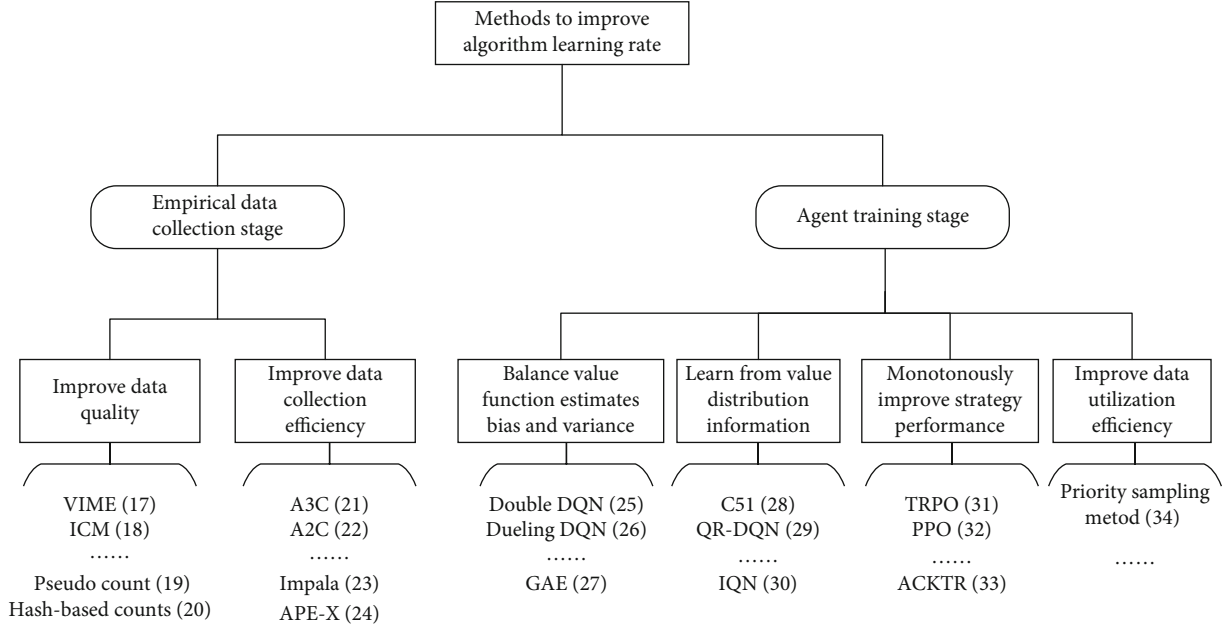 Methods to improve
algorithm learning rate
Empirical data
collection stage
Agent training stage
Improve data
quality
Improve data
collection
efficiency
Balance value
function estimates
bias and variance
Learn from value
distribution
information
Monotonously
improve strategy
performance
Improve data
utilization
efficiency
VIME (17)
ICM (18)
......
Pseudo count (19)
Hash-based counts (20)
A3C (21)
A2C (22)
......
Impala (23)
APE-X (24)
Double DQN (25)
Dueling DQN (26)
......
GAE (27)
C51 (28)
QR-DQN (29)
......
IQN (30)
TRPO (31)
PPO (32)
......
ACKTR (33)
Priority sampling
metod (34)
......